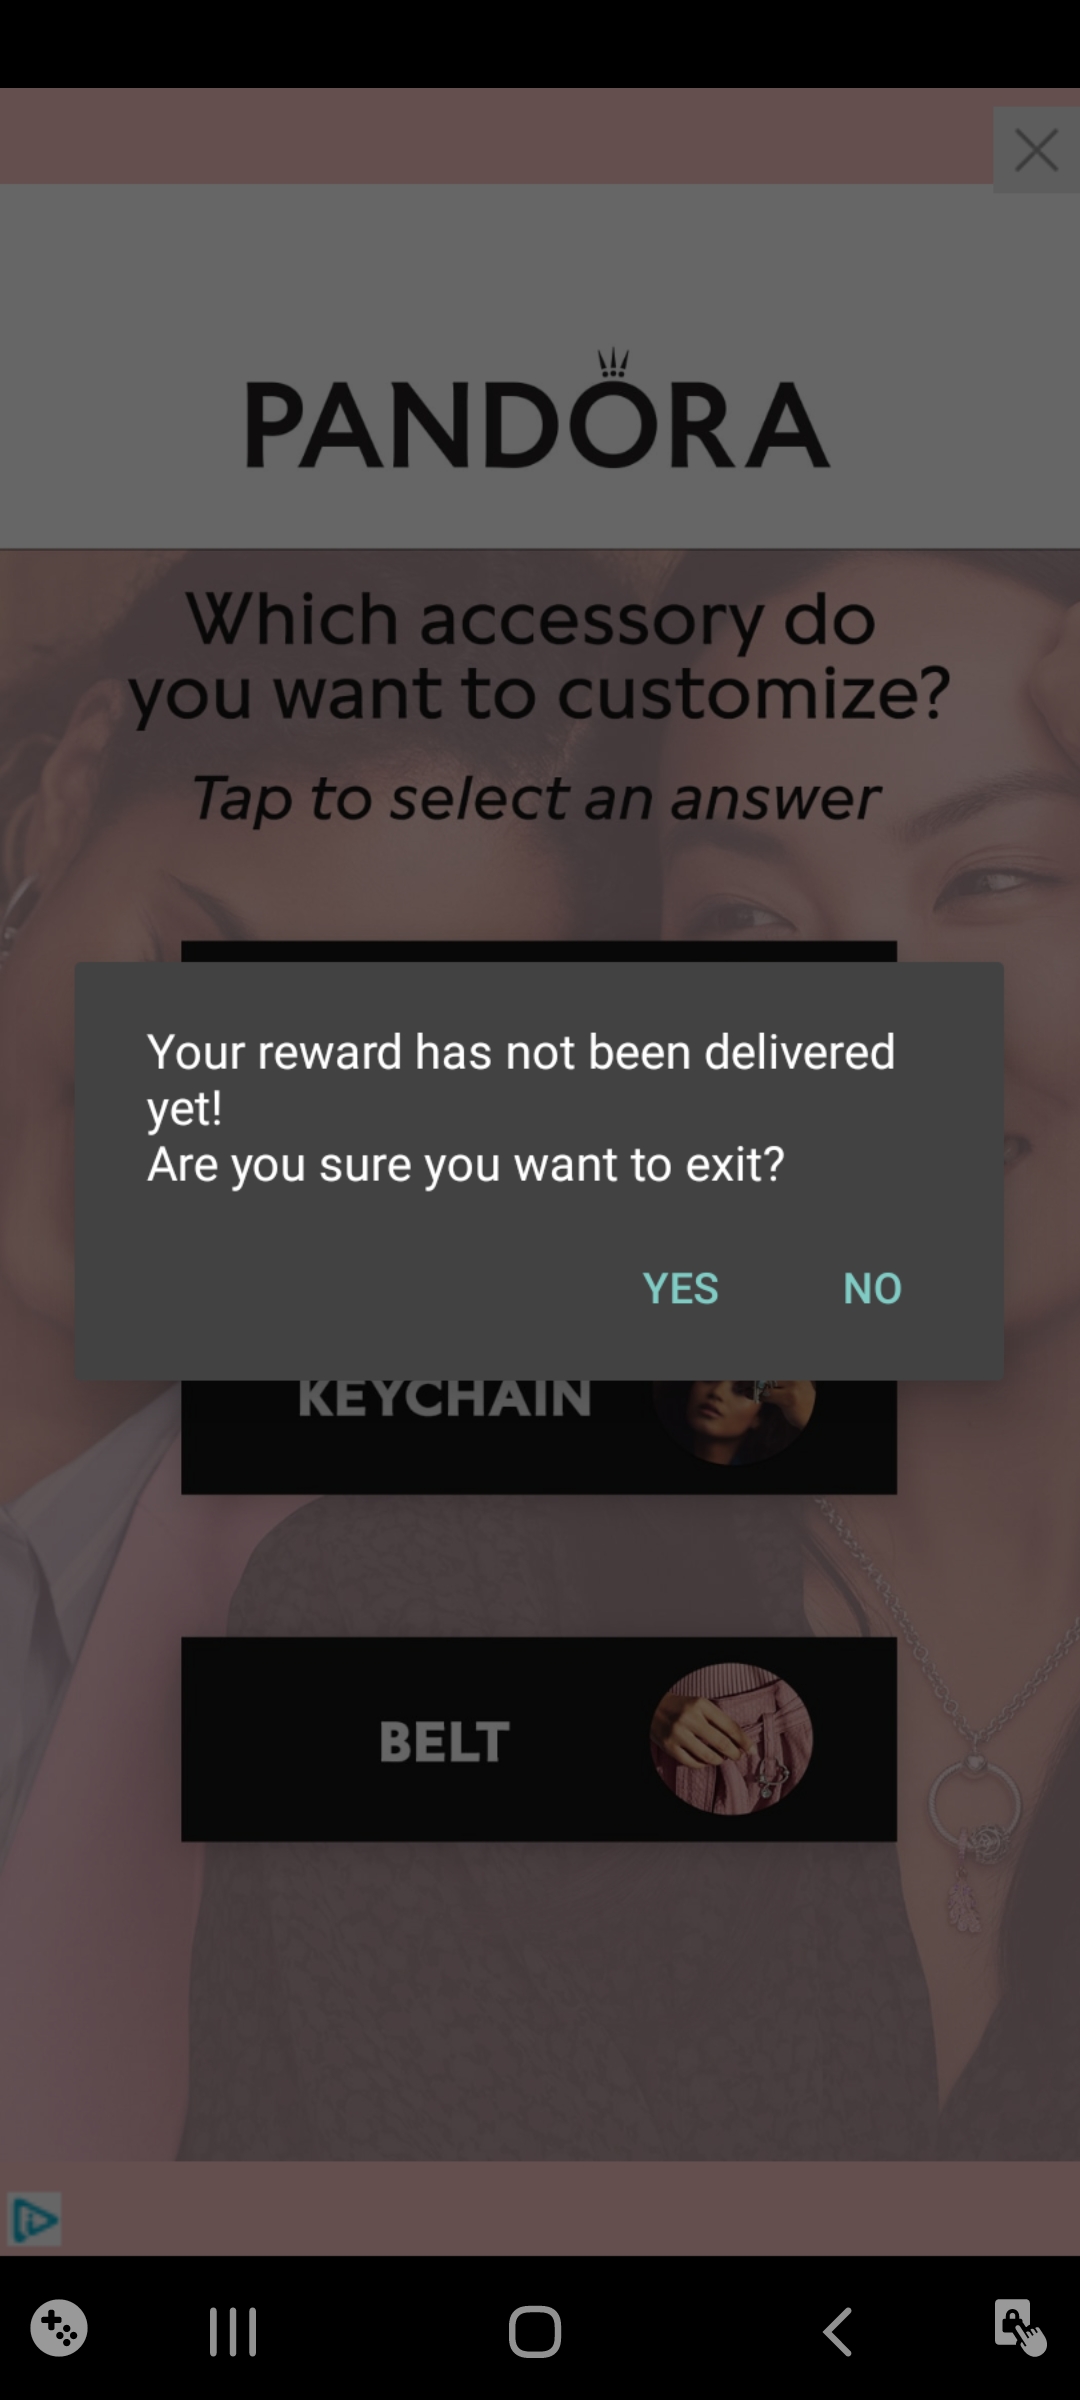 PANDORA
Which accessory do
you want to customize?
Tap to select an answer
Your reward has not been delivered
yet!
Are you sure you want to exit?
YES NO
KEYCHAIN
BELT